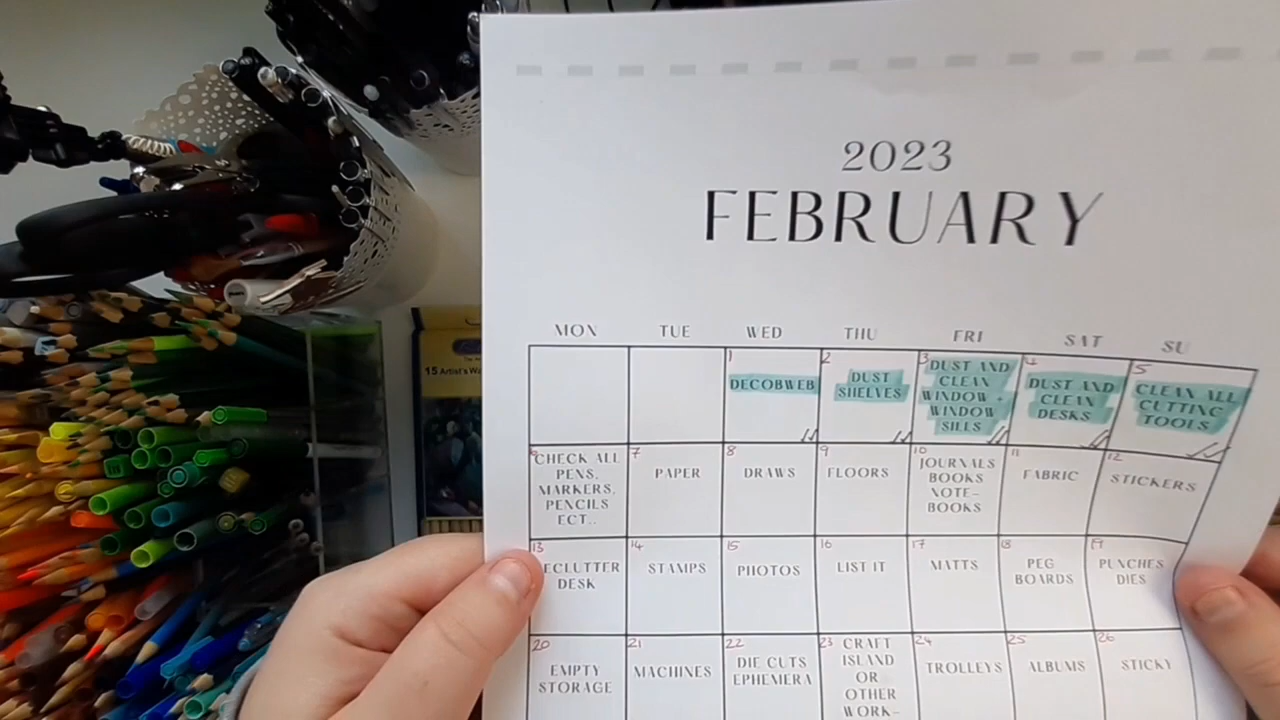 2023
FEBRUARY
MON TUE WED THU FRI SAT SU
1 2 3 4 5
DECOBWEB
DUST
SHELVES
DUST AND
CLEAN
WINDOW +
WINDOW
SILLS
DUST AND
CLEAN
DESKS
CLEAN ALL
CUTTING
TOOLS
6 7 8 9 10 11 12
CHECK ALL
PENS,
MARKERS,
PENCILS
ECT..
PAPER
DRAWS
FLOORS
JOURNALS
BOOKS
NOTE-
BOOKS
FABRIC
STICKERS
13 14 15 16 17 18 19
ECLUTTER
DESK
STAMPS
PHOTOS
LIST IT
MATTS
PEG
BOARDS
PUNCHES
DIES
20 21 22 23 24 25 26
EMPTY
STORAGE
MACHINES
DIE CUTS
EPHEMERA
CRAFT
ISLAND
OR
OTHER
WORK-
TROLLEYS
ALBUMS
STICKY
15 Artist's Wa